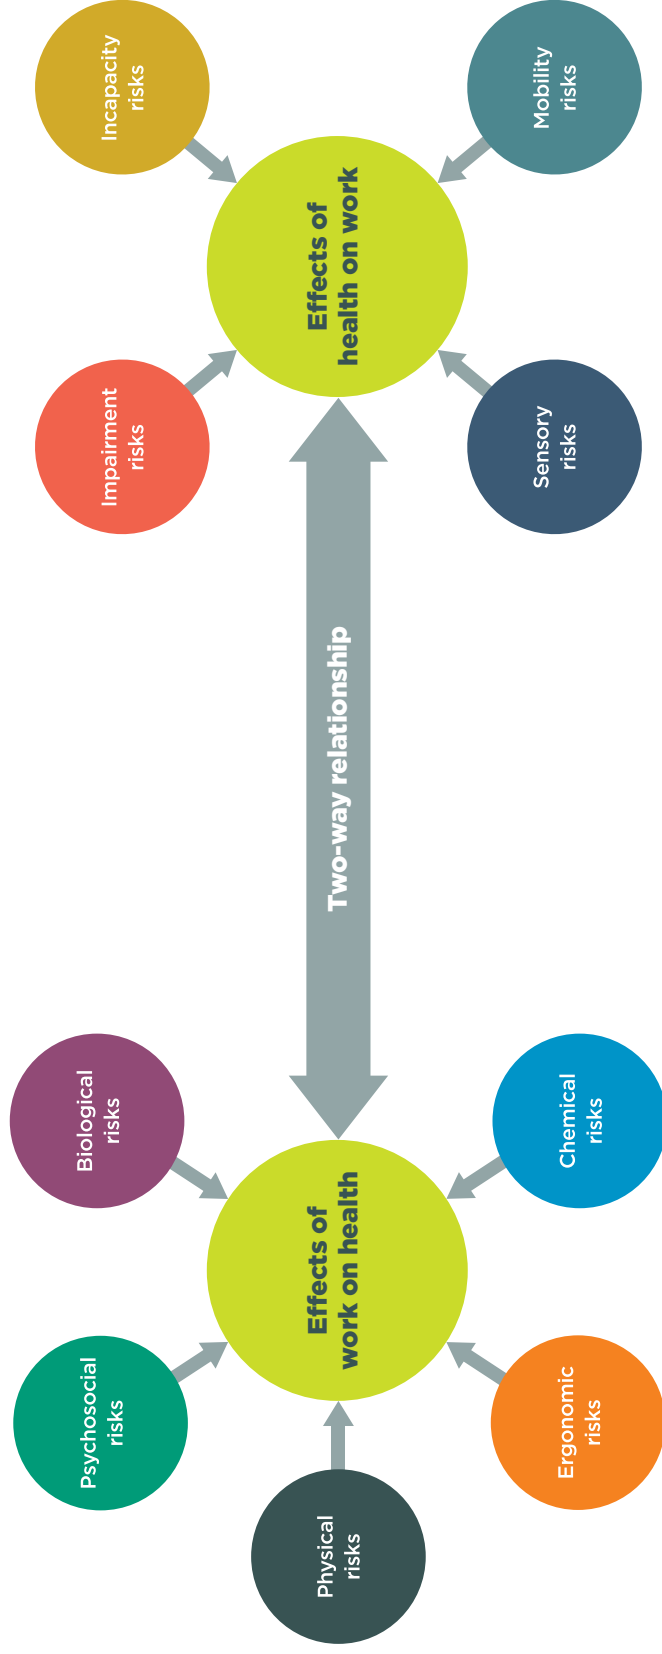 Psychosocial
risks
Biological
risks
Physical
risks
Effects of
work on health
Ergonomic
risks
Chemical
risks
Two-way relationship
Impairment
risks
Incapacity
risks
Effects of
health on work
Sensory
risks
Mobility
risks